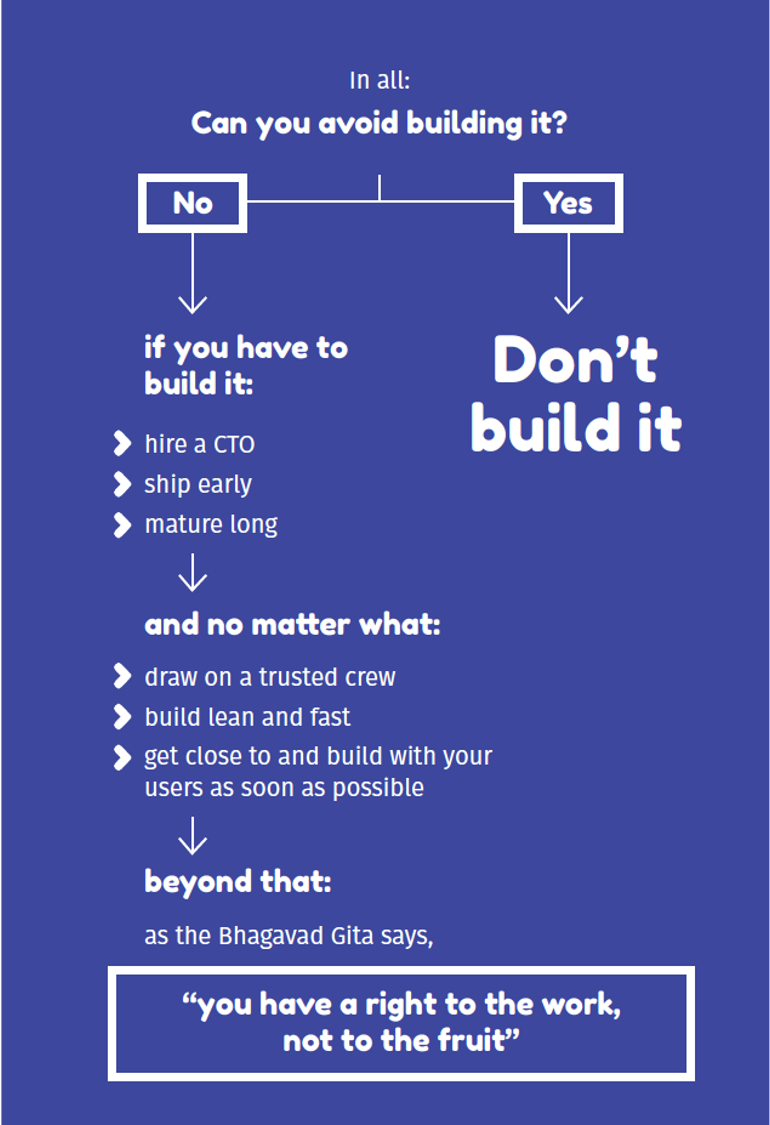 In all:
Can you avoid building it?
No
Yes
if you have to
build it:
hire a CTO
ship early
mature long
Don’t
build it
and no matter what:
draw on a trusted crew
build lean and fast
get close to and build with your
users as soon as possible
beyond that:
as the Bhagavad Gita says,
“you have a right to the work,
not to the fruit”